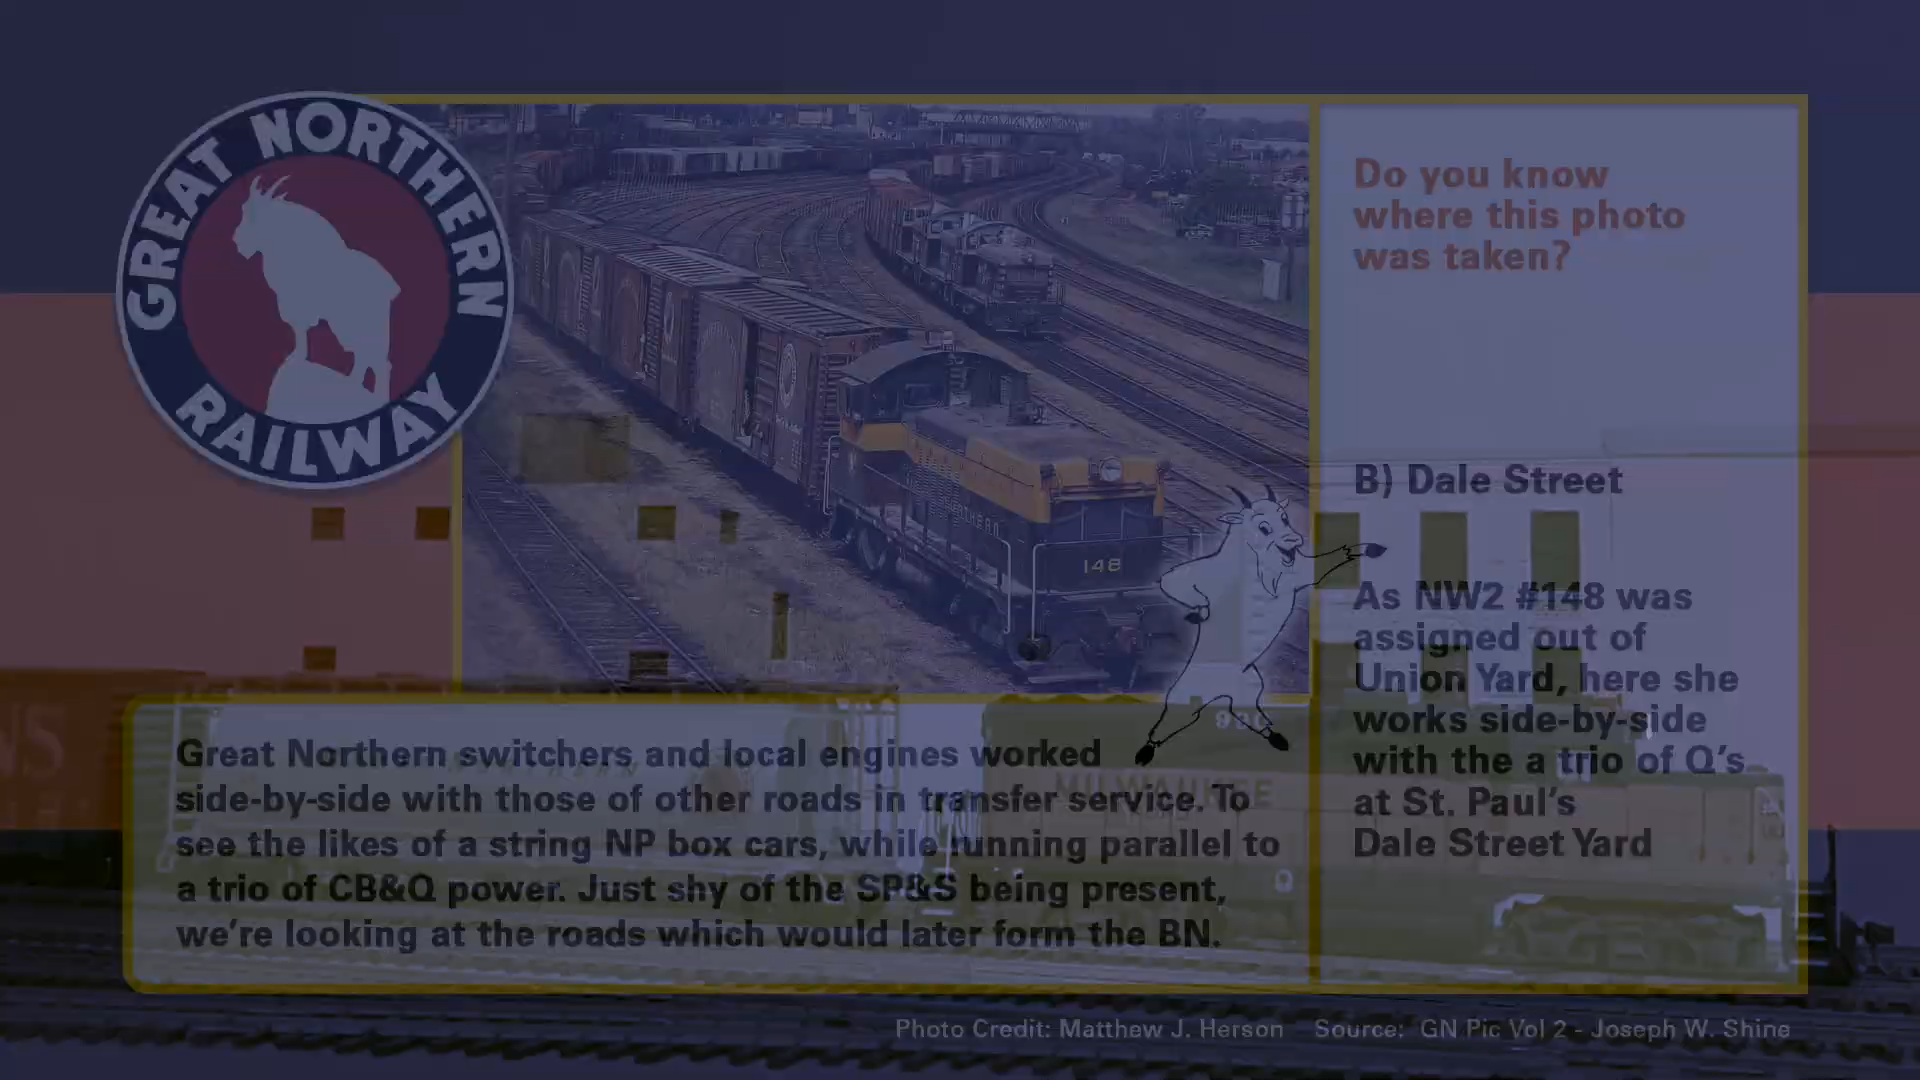 GREAT NORTHERN
RAILWAY
Do you know
where this photo
was taken?
B) Dale Street
148
As NW2 #148 was
assigned out of
Union Yard, here she
works side-by-side
with the a trio of Q's
at St. Paul's
Dale Street Yard
Great Northern switchers and local engines worked
side-by-side with those of other roads in transfer service. To
see the likes of a string NP box cars, while running parallel to
a trio of CB&Q power. Just shy of the SP&S being present,
we're looking at the roads which would later form the BN.
MILWAUKEE
Photo Credit: Matthew J. Herson Source: GN Pic Vol 2 - Joseph W. Shine